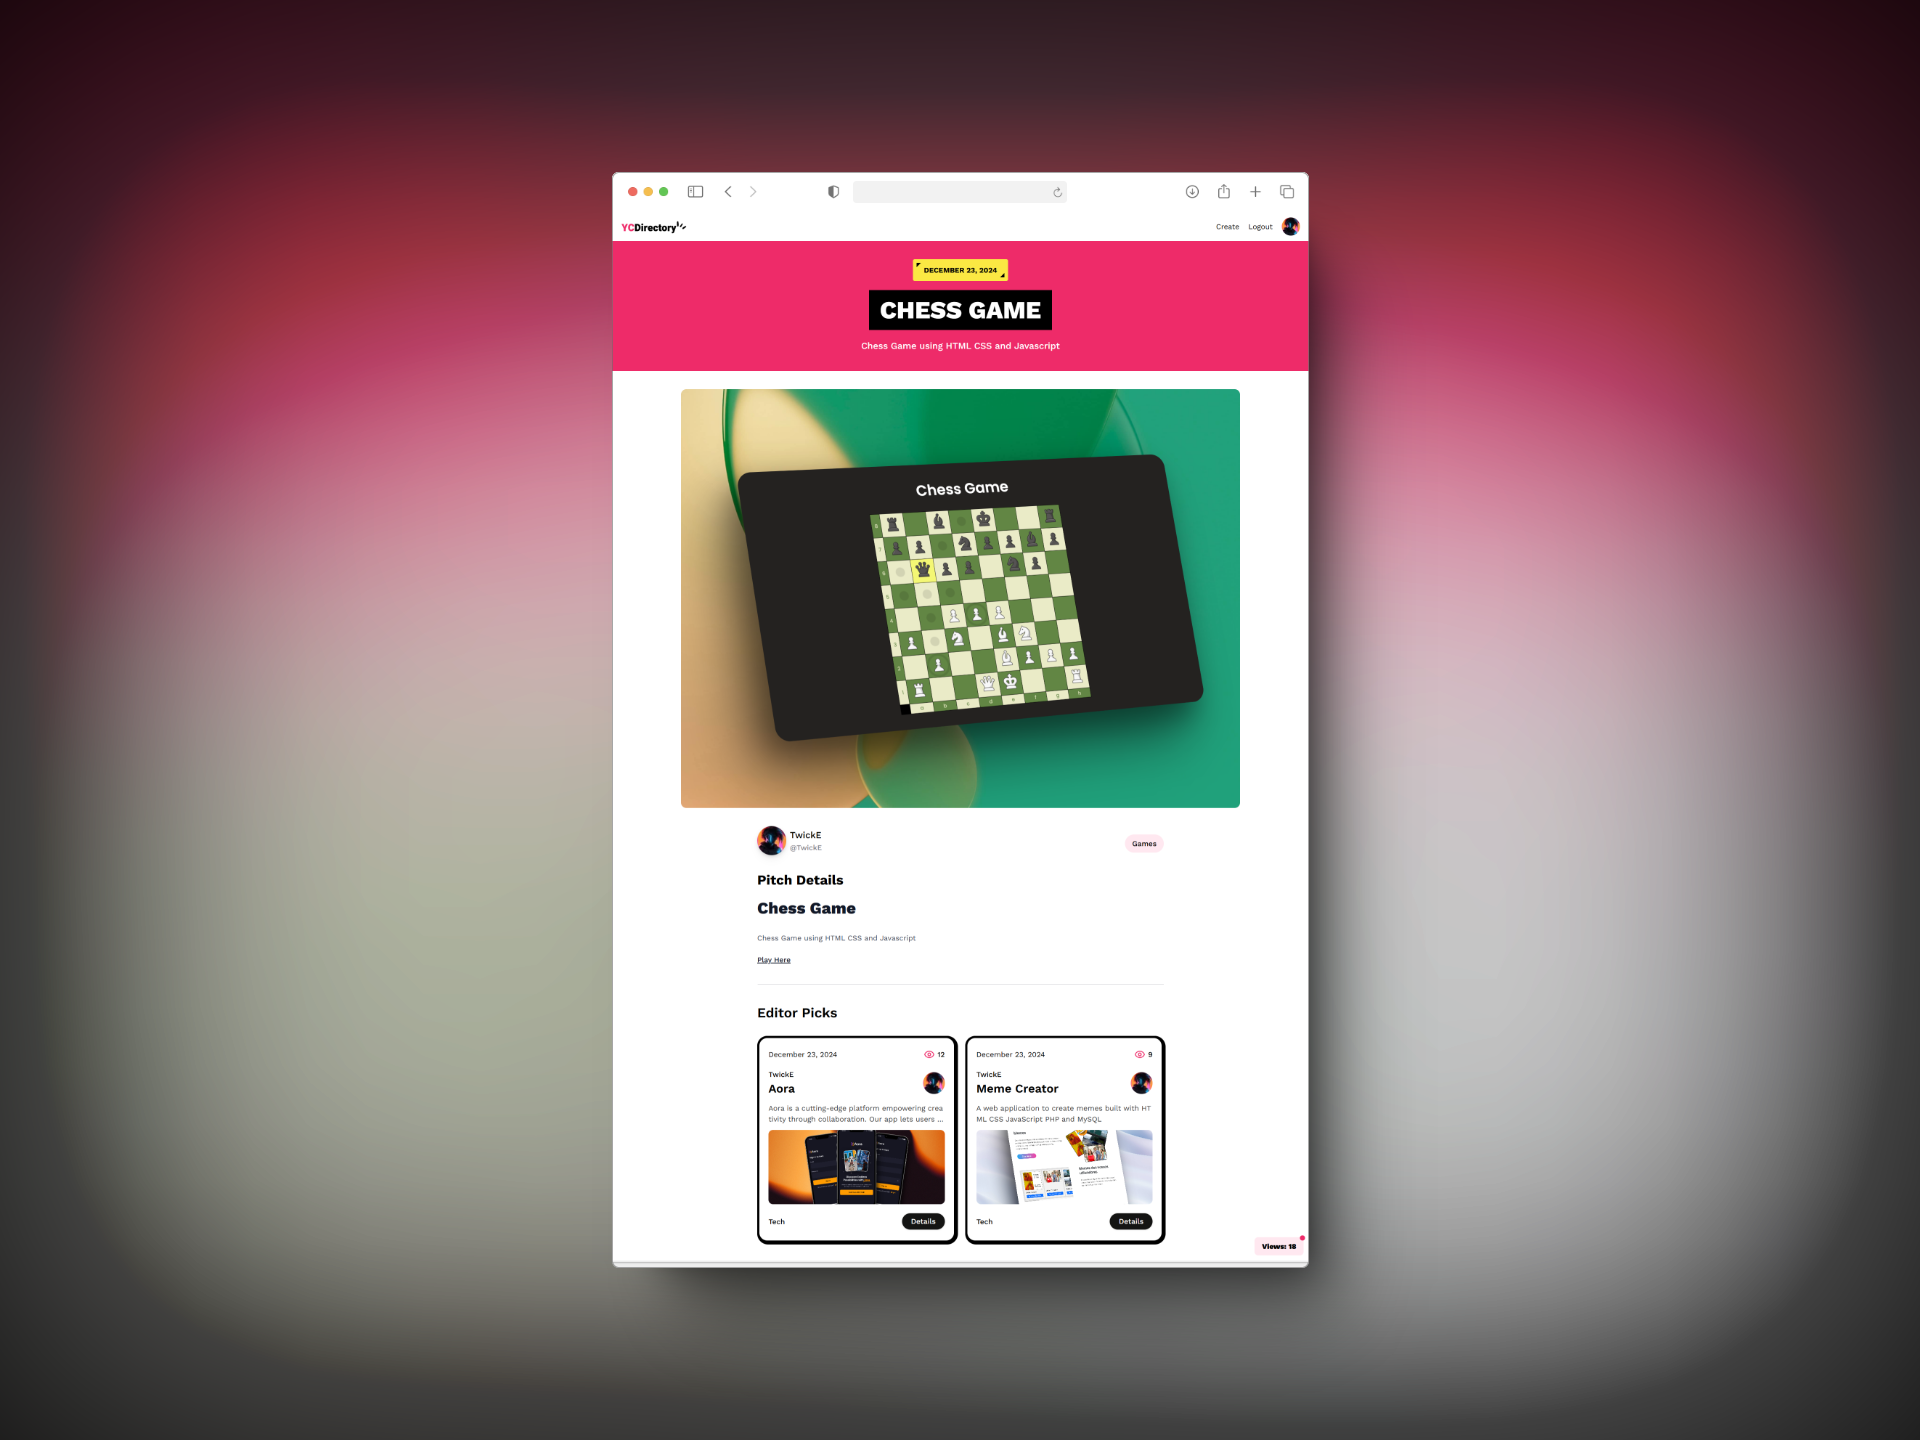 YCDirectory
Create Logout
DECEMBER 23, 2024
CHESS GAME
Chess Game using HTML CSS and Javascript
Chess Game
TwickE
@TwickE
Games
Pitch Details
Chess Game
Chess Game using HTML CSS and Javascript
Play Here
Editor Picks
December 23, 2024
12
TwickE
Aora
Aora is a cutting-edge platform empowering crea
tivity through collaboration. Our app lets users ...
Tech
Details
December 23, 2024
9
TwickE
Meme Creator
A web application to create memes built with HT
ML CSS JavaScript PHP and MySQL
Tech
Details
Views: 18